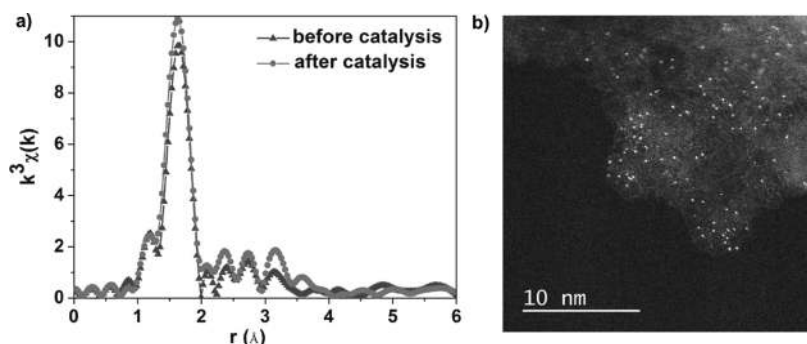 a)
before catalysis
after catalysis
k³χ(k)
10
8
6
4
2
0
0 1 2 3 4 5 6
r (Å)
b)
10 nm